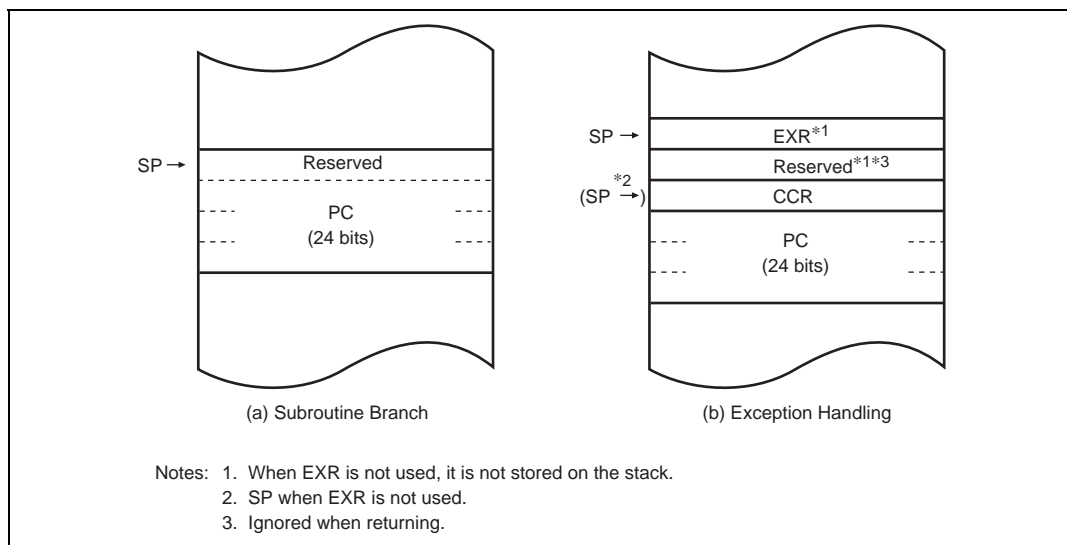 SP →
Reserved
PC
(24 bits)
(a) Subroutine Branch
SP →
EXR*1
Reserved*1*3
*2
(SP →)
CCR
PC
(24 bits)
(b) Exception Handling
Notes: 1. When EXR is not used, it is not stored on the stack.
2. SP when EXR is not used.
3. Ignored when returning.